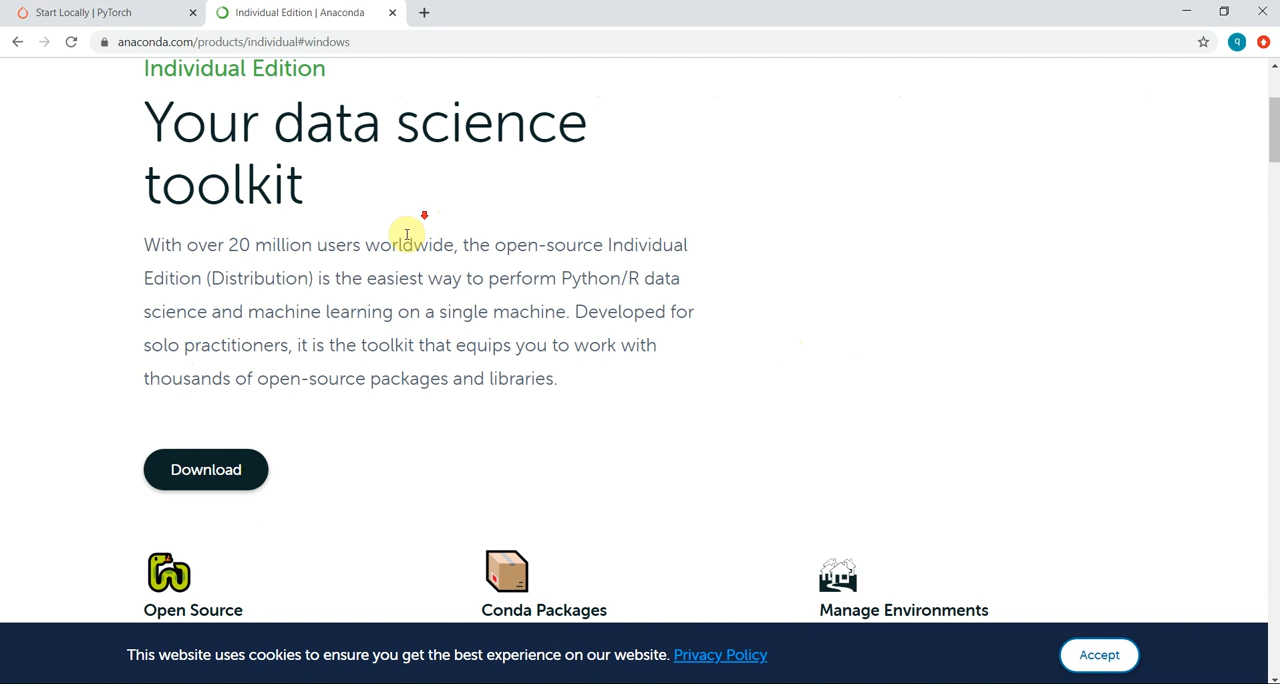 Start Locally | PyTorch
Individual Edition | Anaconda
anaconda.com/products/individual#windows
q
Individual Edition
Your data science
toolkit
With over 20 million users worldwide, the open-source Individual
Edition (Distribution) is the easiest way to perform Python/R data
science and machine learning on a single machine. Developed for
solo practitioners, it is the toolkit that equips you to work with
thousands of open-source packages and libraries.
Download
Open Source
Conda Packages
Manage Environments
This website uses cookies to ensure you get the best experience on our website. Privacy Policy
Accept